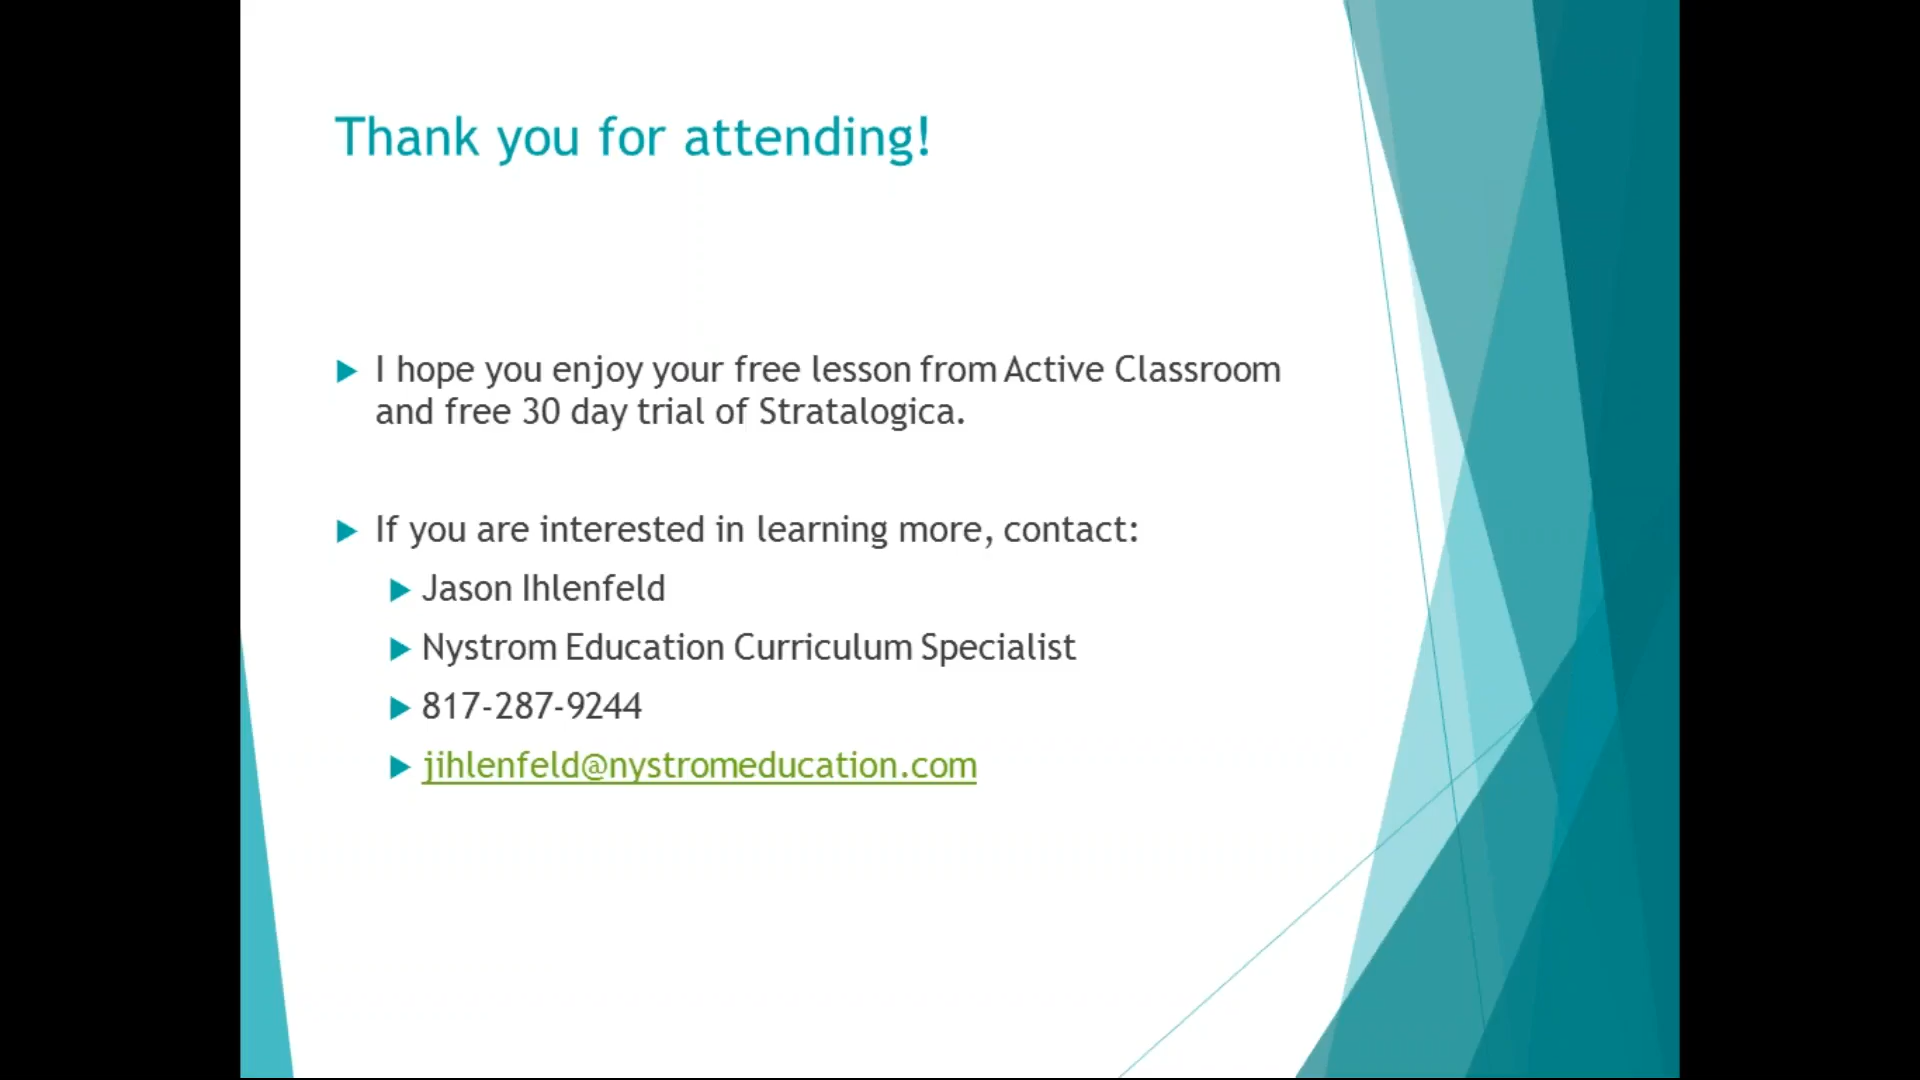 Thank you for attending!
I hope you enjoy your free lesson from Active Classroom
and free 30 day trial of Stratalogica.
If you are interested in learning more, contact:
Jason Ihlenfeld
Nystrom Education Curriculum Specialist
817-287-9244
jihlenfeld@nystromeducation.com